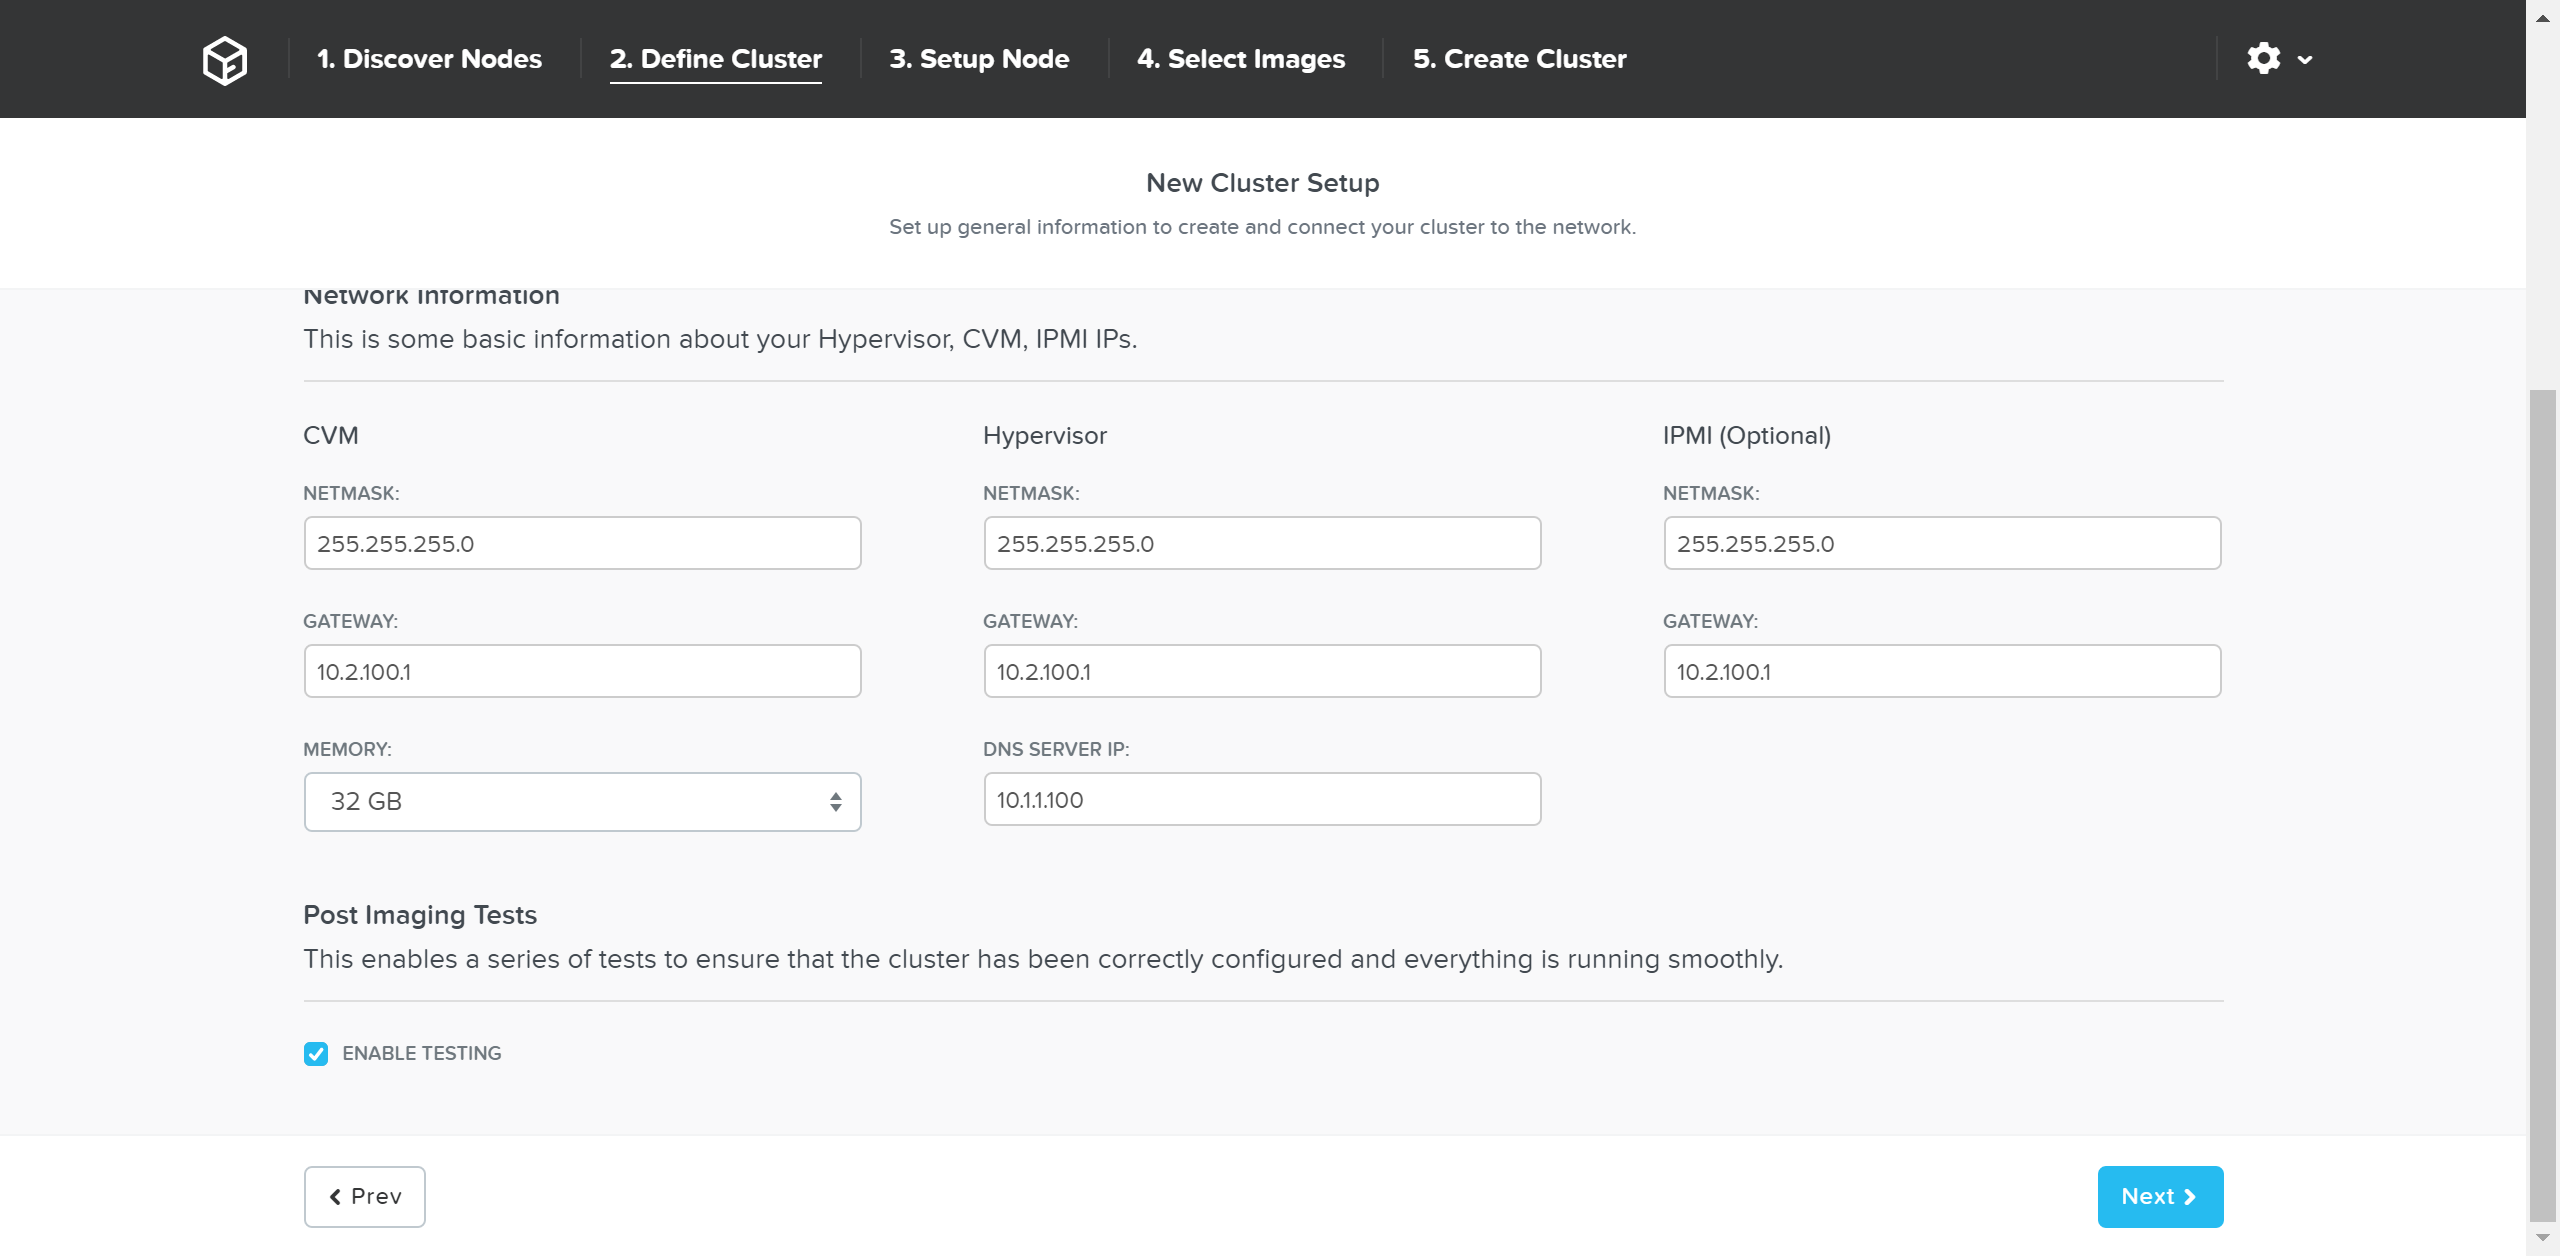 1. Discover Nodes
2. Define Cluster
3. Setup Node
4. Select Images
5. Create Cluster
New Cluster Setup
Set up general information to create and connect your cluster to the network.
Network Information
This is some basic information about your Hypervisor, CVM, IPMI IPs.
CVM
NETMASK:
255.255.255.0
GATEWAY:
10.2.100.1
MEMORY:
32 GB
Hypervisor
NETMASK:
255.255.255.0
GATEWAY:
10.2.100.1
DNS SERVER IP:
10.1.1.100
IPMI (Optional)
NETMASK:
255.255.255.0
GATEWAY:
10.2.100.1
Post Imaging Tests
This enables a series of tests to ensure that the cluster has been correctly configured and everything is running smoothly.
ENABLE TESTING
Prev
Next